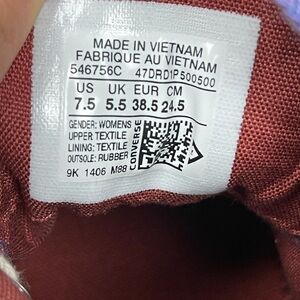 MADE IN VIETNAM
FABRIQUE AU VIETNAM
546756C 47DRD1P500500
US UK EUR CM
7.5 5.5 38.5 24.5
GENDER: WOMENS
UPPER TEXTILE
LINING: TEXTILE
OUTSOLE: RUBBER
CONVERSE
9K 1406 M88